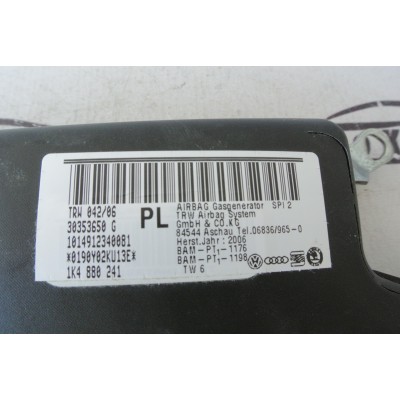 TRW 042/06
30353650 G
1014912340081
*0190Y02KU13E*
1K4 880 241
PL
AIRBAG Gasgenerator SPI 2
TRW Airbag System
GmbH & CO.KG
84544 Aschau Tel.08638/965-0
Herst.Jahr: 2006
BAM-PT1-1176
BAM-PT1-1198
TW 6